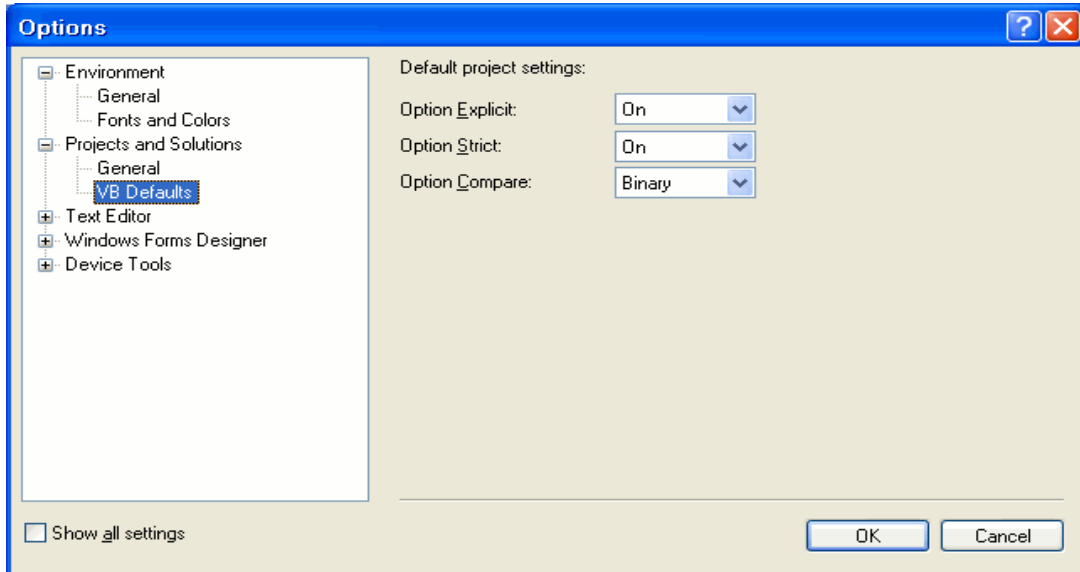 Options
Environment
General
Fonts and Colors
Projects and Solutions
General
VB Defaults
Text Editor
Windows Forms Designer
Device Tools
Default project settings:
Option Explicit: On
Option Strict: On
Option Compare: Binary
Show all settings
OK Cancel